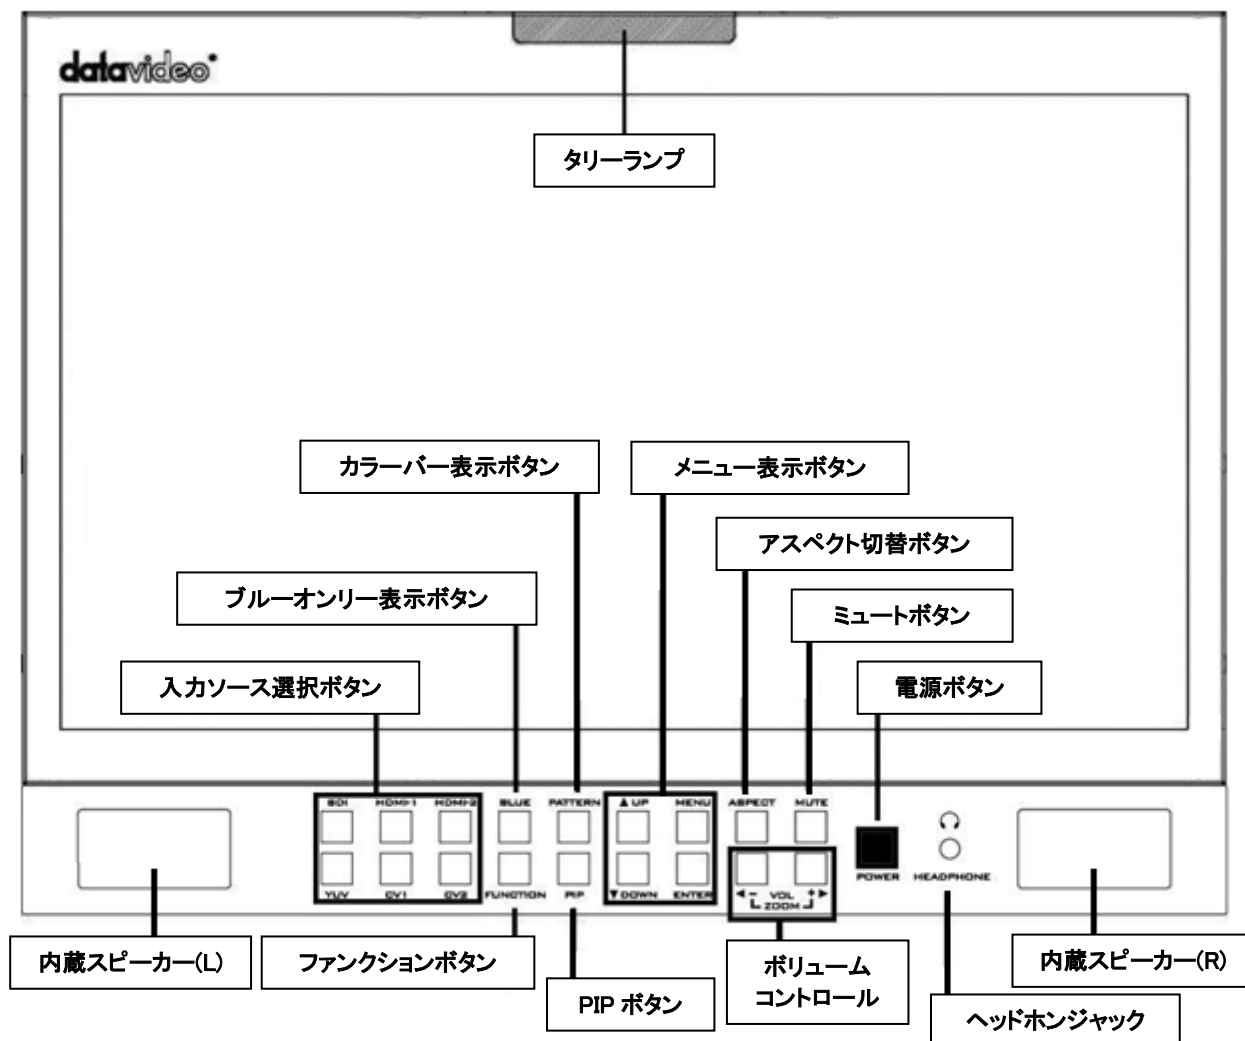 datavideo
タリーランプ
カラーバー表示ボタン
メニュー表示ボタン
アスペクト切替ボタン
ブルーオンリー表示ボタン
ミュートボタン
入力ソース選択ボタン
電源ボタン
SDI HDMI-1 HDMI-2 BLUE PATTERN ▲UP MENU ASPECT MUTE
YUV CV1 CV2 FUNCTION PIP ▼DOWN ENTER ◀ － VOL ＋ ▶ POWER HEADPHONE
ZOOM
内蔵スピーカー(L)
ファンクションボタン
PIP ボタン
ボリューム
コントロール
内蔵スピーカー(R)
ヘッドホンジャック